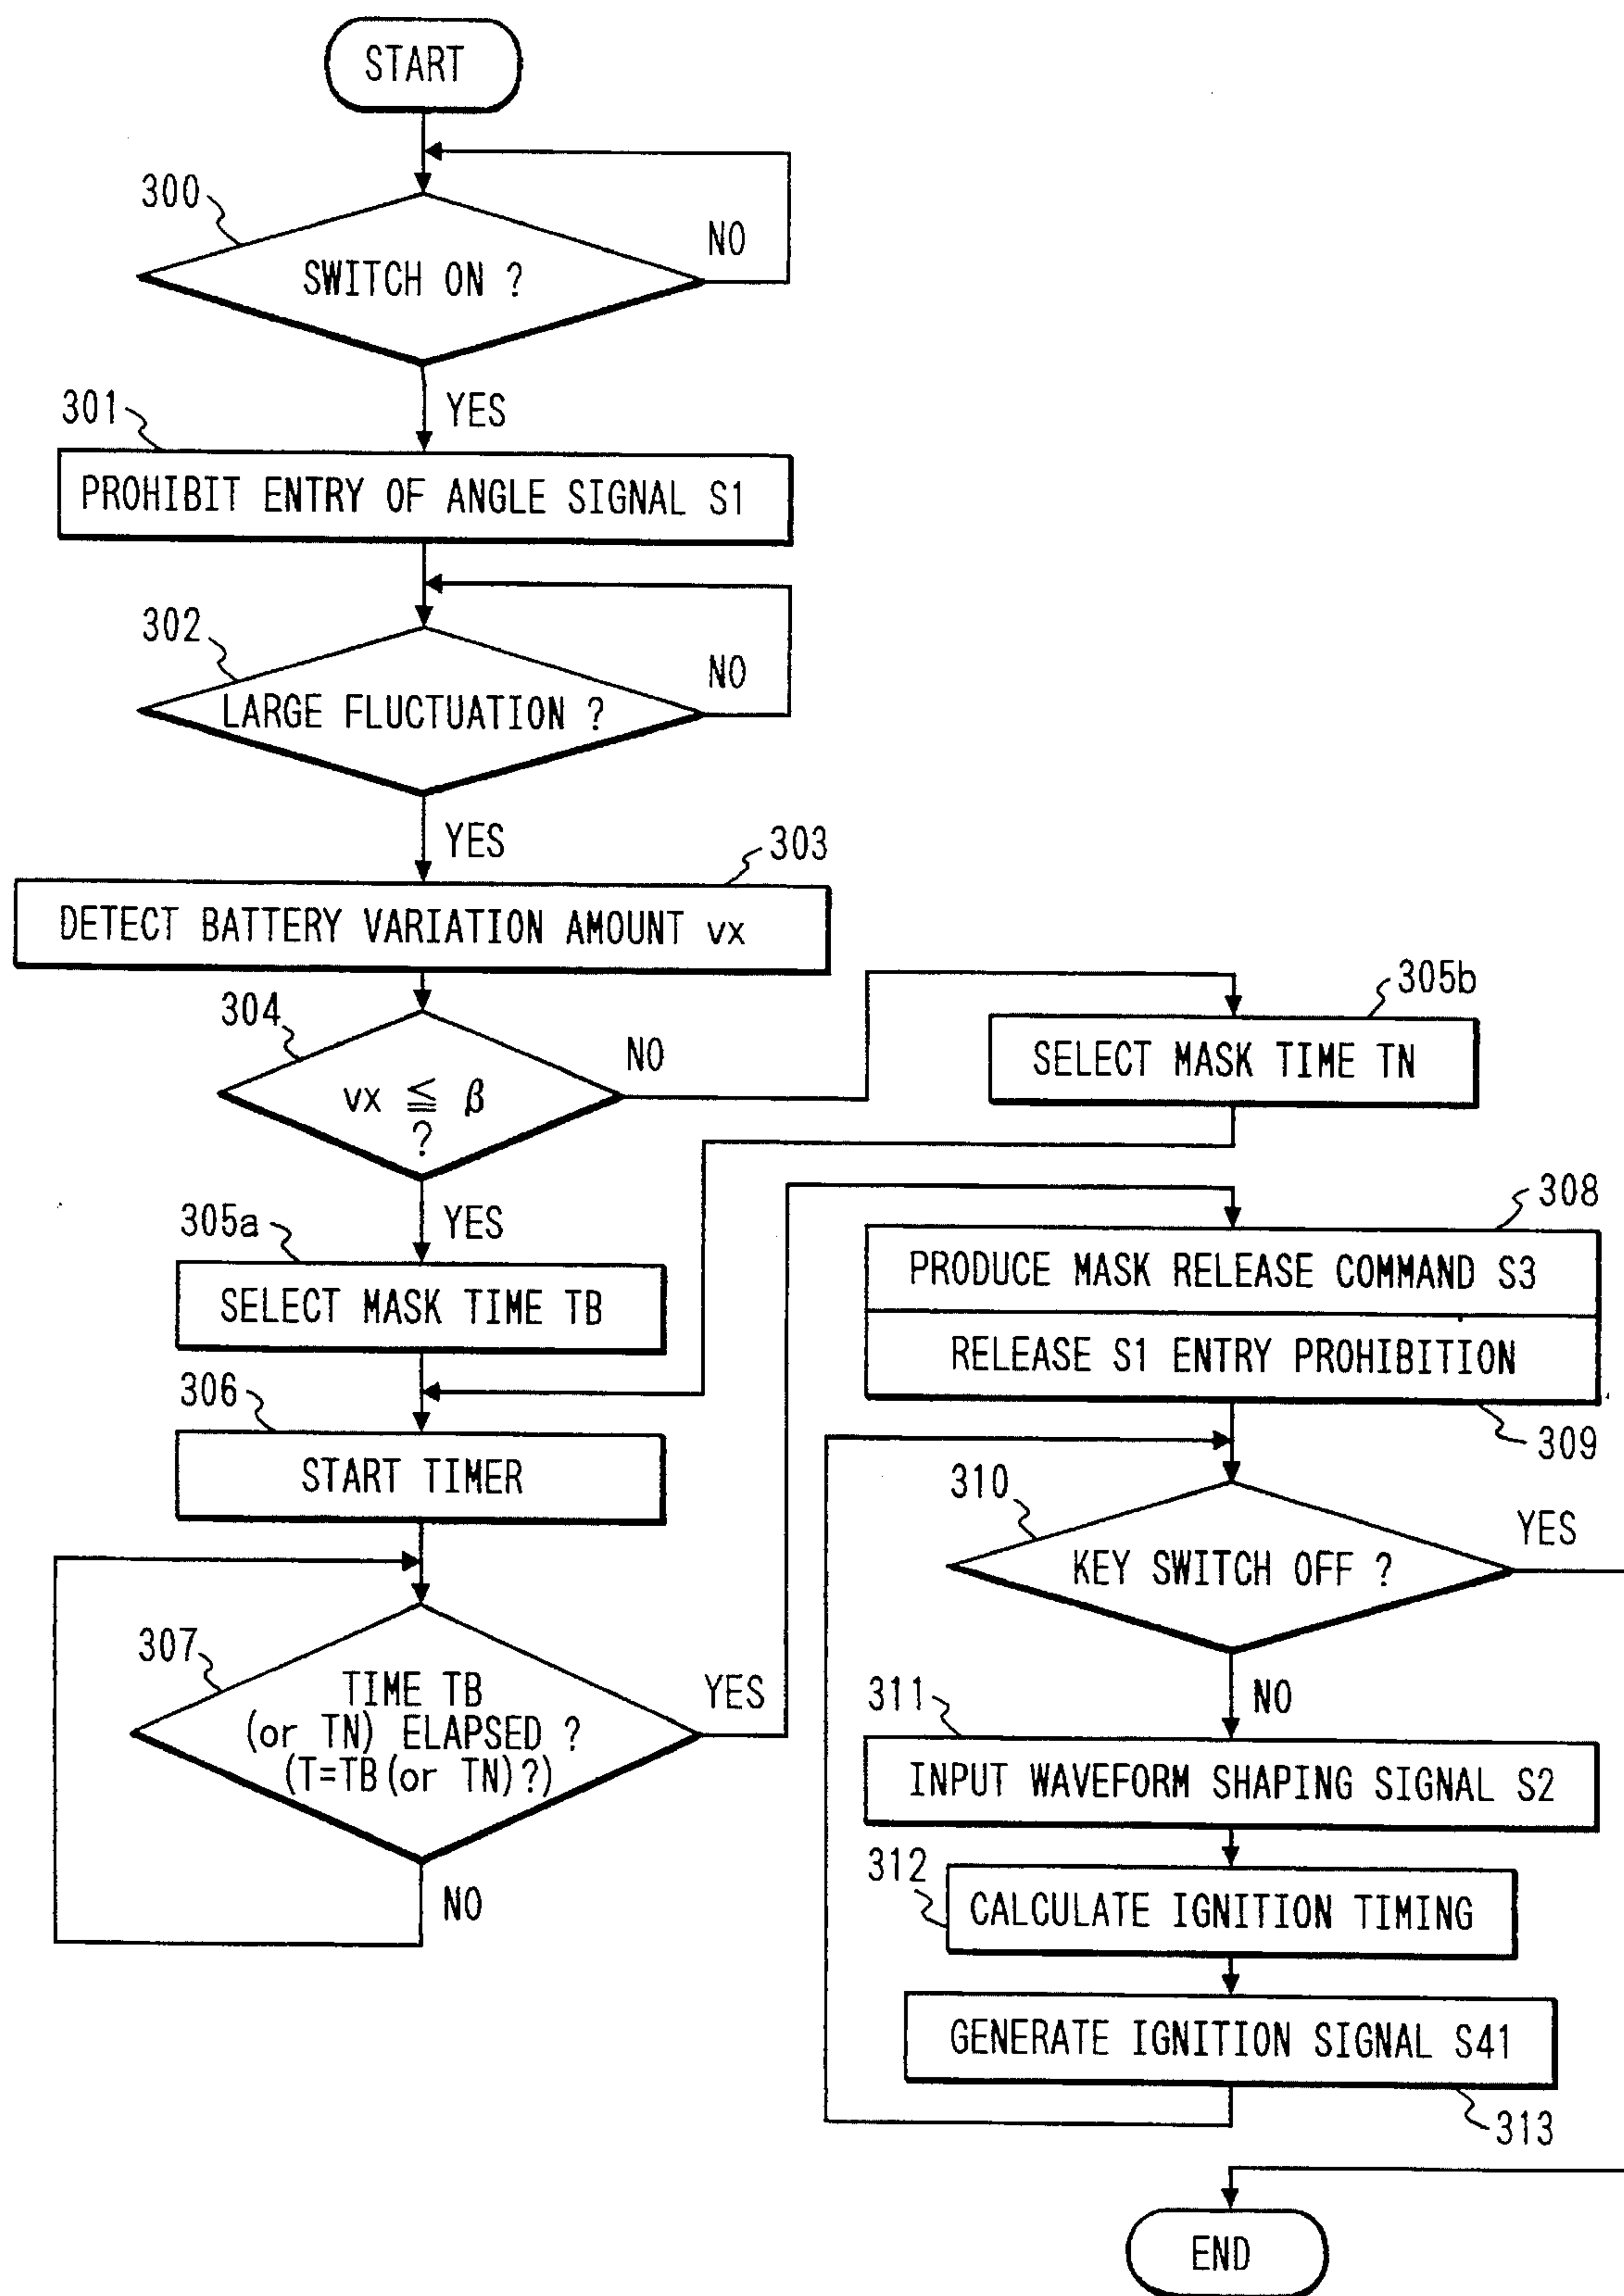 START
300
SWITCH ON ?
NO
YES
301
PROHIBIT ENTRY OF ANGLE SIGNAL S1
302
LARGE FLUCTUATION ?
NO
YES
303
DETECT BATTERY VARIATION AMOUNT vx
304
vx ≦ β
?
NO
YES
305b
SELECT MASK TIME TN
305a
SELECT MASK TIME TB
306
START TIMER
307
TIME TB
(or TN) ELAPSED ?
(T=TB(or TN)?)
YES
NO
308
PRODUCE MASK RELEASE COMMAND S3
RELEASE S1 ENTRY PROHIBITION
309
310
KEY SWITCH OFF ?
YES
NO
311
INPUT WAVEFORM SHAPING SIGNAL S2
312
CALCULATE IGNITION TIMING
GENERATE IGNITION SIGNAL S41
313
END